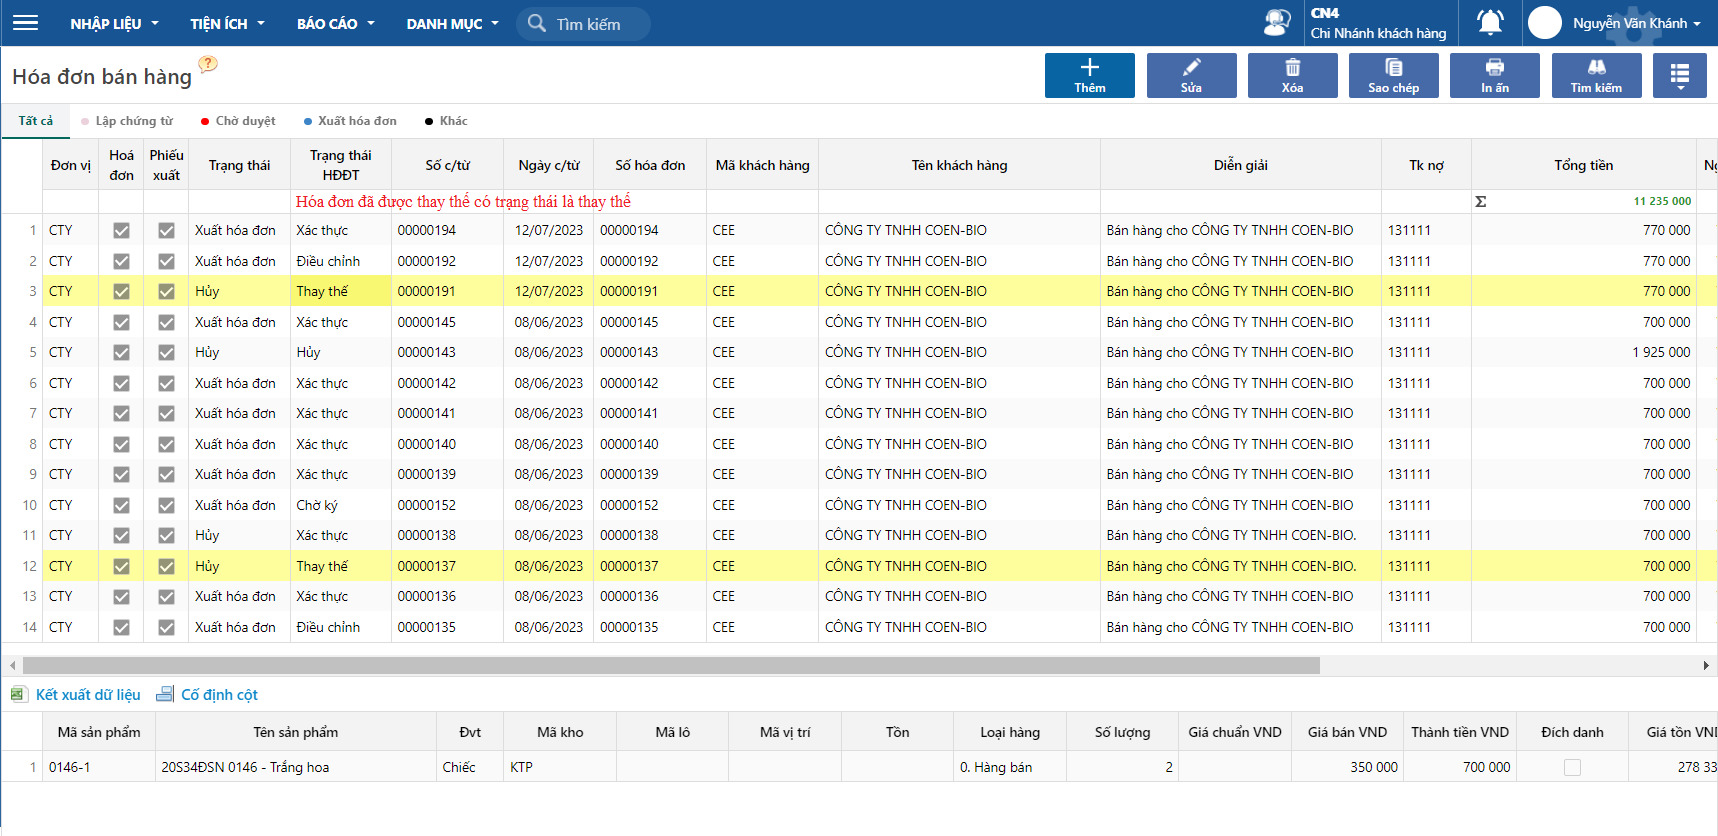 NHẬP LIỆU TIỆN ÍCH BÁO CÁO DANH MỤC Tìm kiếm CN4
Chi Nhánh khách hàng Nguyễn Văn Khánh
Hóa đơn bán hàng ?
Thêm Sửa Xóa Sao chép In ấn Tìm kiếm
Tất cả Lập chứng từ Chờ duyệt Xuất hóa đơn Khác
Đơn vị Hoá đơn Phiếu xuất Trạng thái Trạng thái HĐĐT Số c/từ Ngày c/từ Số hóa đơn Mã khách hàng Tên khách hàng Diễn giải Tk nợ Tổng tiền
Hóa đơn đã được thay thế có trạng thái là thay thế Σ 11 235 000
1 CTY Xuất hóa đơn Xác thực 00000194 12/07/2023 00000194 CEE CÔNG TY TNHH COEN-BIO Bán hàng cho CÔNG TY TNHH COEN-BIO 131111 770 000
2 CTY Xuất hóa đơn Điều chỉnh 00000192 12/07/2023 00000192 CEE CÔNG TY TNHH COEN-BIO Bán hàng cho CÔNG TY TNHH COEN-BIO 131111 770 000
3 CTY Hủy Thay thế 00000191 12/07/2023 00000191 CEE CÔNG TY TNHH COEN-BIO Bán hàng cho CÔNG TY TNHH COEN-BIO 131111 770 000
4 CTY Xuất hóa đơn Xác thực 00000145 08/06/2023 00000145 CEE CÔNG TY TNHH COEN-BIO Bán hàng cho CÔNG TY TNHH COEN-BIO 131111 700 000
5 CTY Hủy Hủy 00000143 08/06/2023 00000143 CEE CÔNG TY TNHH COEN-BIO Bán hàng cho CÔNG TY TNHH COEN-BIO 131111 1 925 000
6 CTY Xuất hóa đơn Xác thực 00000142 08/06/2023 00000142 CEE CÔNG TY TNHH COEN-BIO Bán hàng cho CÔNG TY TNHH COEN-BIO 131111 700 000
7 CTY Xuất hóa đơn Xác thực 00000141 08/06/2023 00000141 CEE CÔNG TY TNHH COEN-BIO Bán hàng cho CÔNG TY TNHH COEN-BIO 131111 700 000
8 CTY Xuất hóa đơn Xác thực 00000140 08/06/2023 00000140 CEE CÔNG TY TNHH COEN-BIO Bán hàng cho CÔNG TY TNHH COEN-BIO 131111 700 000
9 CTY Xuất hóa đơn Xác thực 00000139 08/06/2023 00000139 CEE CÔNG TY TNHH COEN-BIO Bán hàng cho CÔNG TY TNHH COEN-BIO 131111 700 000
10 CTY Xuất hóa đơn Chờ ký 00000152 08/06/2023 00000152 CEE CÔNG TY TNHH COEN-BIO Bán hàng cho CÔNG TY TNHH COEN-BIO 131111 700 000
11 CTY Hủy Xác thực 00000138 08/06/2023 00000138 CEE CÔNG TY TNHH COEN-BIO Bán hàng cho CÔNG TY TNHH COEN-BIO. 131111 700 000
12 CTY Hủy Thay thế 00000137 08/06/2023 00000137 CEE CÔNG TY TNHH COEN-BIO Bán hàng cho CÔNG TY TNHH COEN-BIO. 131111 700 000
13 CTY Xuất hóa đơn Xác thực 00000136 08/06/2023 00000136 CEE CÔNG TY TNHH COEN-BIO Bán hàng cho CÔNG TY TNHH COEN-BIO 131111 700 000
14 CTY Xuất hóa đơn Điều chỉnh 00000135 08/06/2023 00000135 CEE CÔNG TY TNHH COEN-BIO Bán hàng cho CÔNG TY TNHH COEN-BIO 131111 700 000
Kết xuất dữ liệu Cố định cột
Mã sản phẩm Tên sản phẩm Đvt Mã kho Mã lô Mã vị trí Tồn Loại hàng Số lượng Giá chuẩn VND Giá bán VND Thành tiền VND Đích danh Giá tồn
1 0146-1 20S34ĐSN 0146 - Trắng hoa Chiếc KTP 0. Hàng bán 2 350 000 700 000 278 33